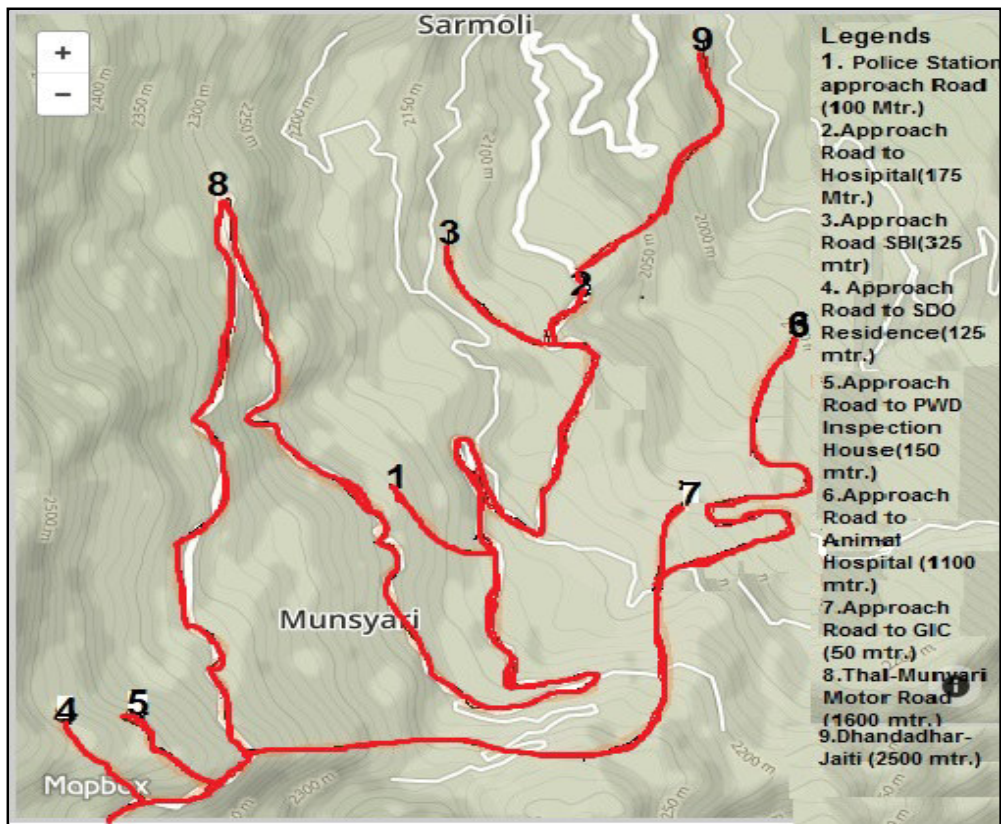 Sarmoli
9
+
−
2400 m
2350 m
2300 m
2250 m
2200 m
2150 m
2100 m
8
3
2
2050 m
2000 m
6
1
7
2500 m
Munsyari
4
5
Mapbox
2300 m
2250 m
2200 m
Legends
1. Police Station
approach Road
(100 Mtr.)
2.Approach
Road to
Hosipital(175
Mtr.)
3.Approach
Road SBI(325
mtr)
4. Approach
Road to SDO
Residence(125
mtr.)
5.Approach
Road to PWD
Inspection
House(150
mtr.)
6.Approach
Road to
Animal
Hospital (1100
mtr.)
7.Approach
Road to GIC
(50 mtr.)
8.Thal-Munyari
Motor Road
(1600 mtr.)
9.Dhandadhar-
Jaiti (2500 mtr.)